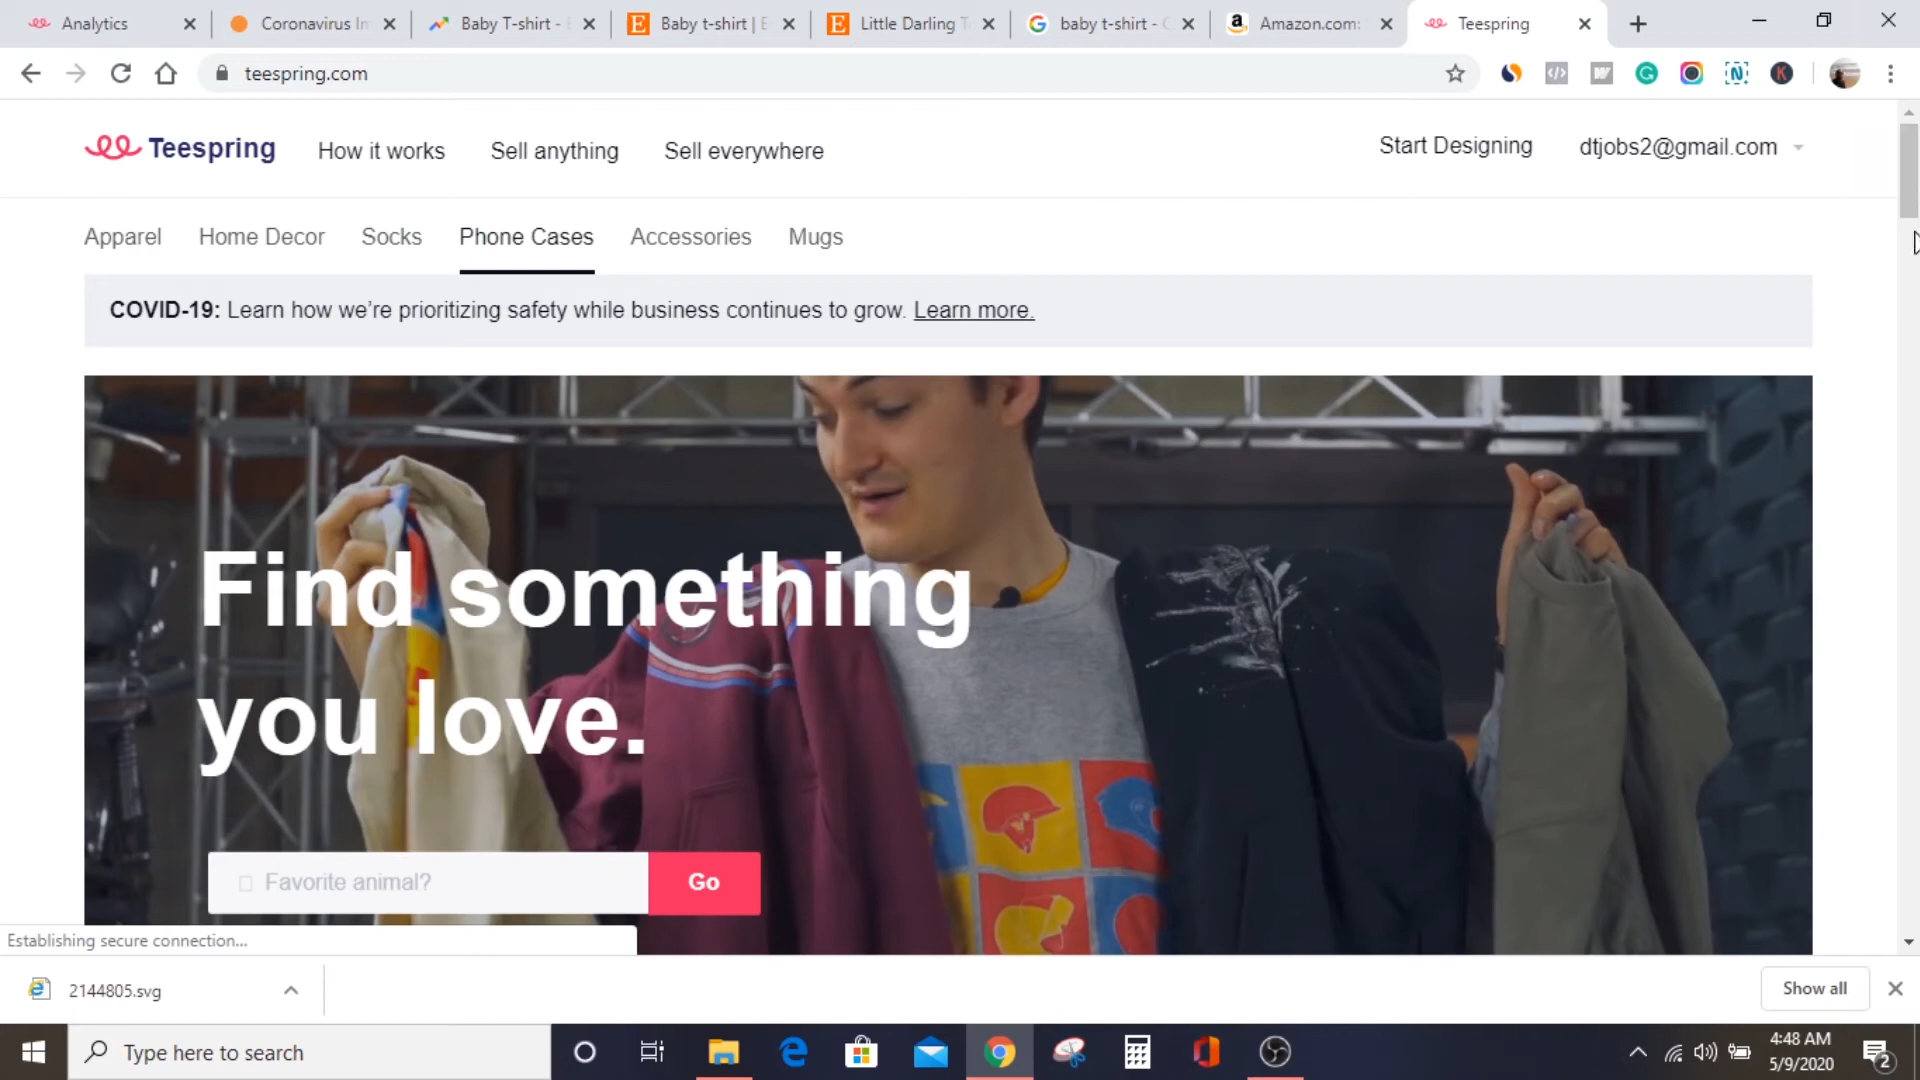 Analytics
Coronavirus In
Baby T-shirt -
Baby t-shirt | E
Little Darling T
baby t-shirt - G
Amazon.com:
Teespring
teespring.com
Teespring
How it works
Sell anything
Sell everywhere
Start Designing
dtjobs2@gmail.com
Apparel
Home Decor
Socks
Phone Cases
Accessories
Mugs
COVID-19: Learn how we’re prioritizing safety while business continues to grow. Learn more.
Find something
you love.
Favorite animal?
Go
Establishing secure connection...
2144805.svg
Show all
Type here to search
4:48 AM
5/9/2020
2